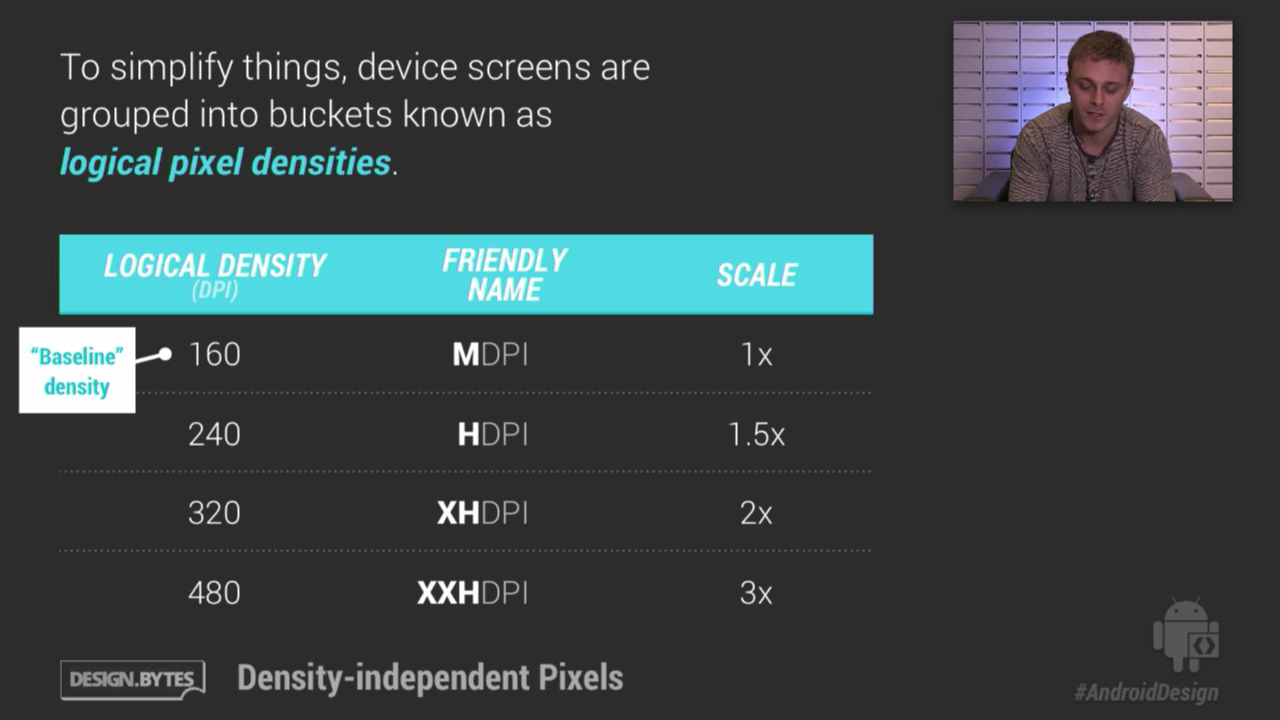 To simplify things, device screens are
grouped into buckets known as
logical pixel densities.
LOGICAL DENSITY
(DPI)
FRIENDLY
NAME
SCALE
“Baseline”
density
160
MDPI
1x
240
HDPI
1.5x
320
XHDPI
2x
480
XXHDPI
3x
DESIGN.BYTES
Density-independent Pixels
#AndroidDesign